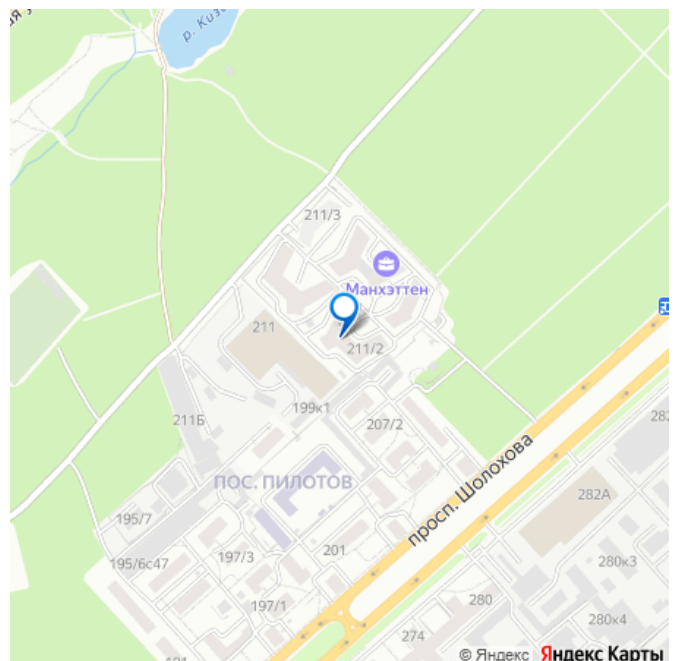 р. Киз
211/3
Манхэттен
211
211/2
199к1
211Б
207/2
просп. Шолохова
282
282А
ПОС. ПИЛОТОВ
195/7
201
195/6с47
197/3
280к3
197/1
280
280к4
274
© Яндекс Яндекс Карты